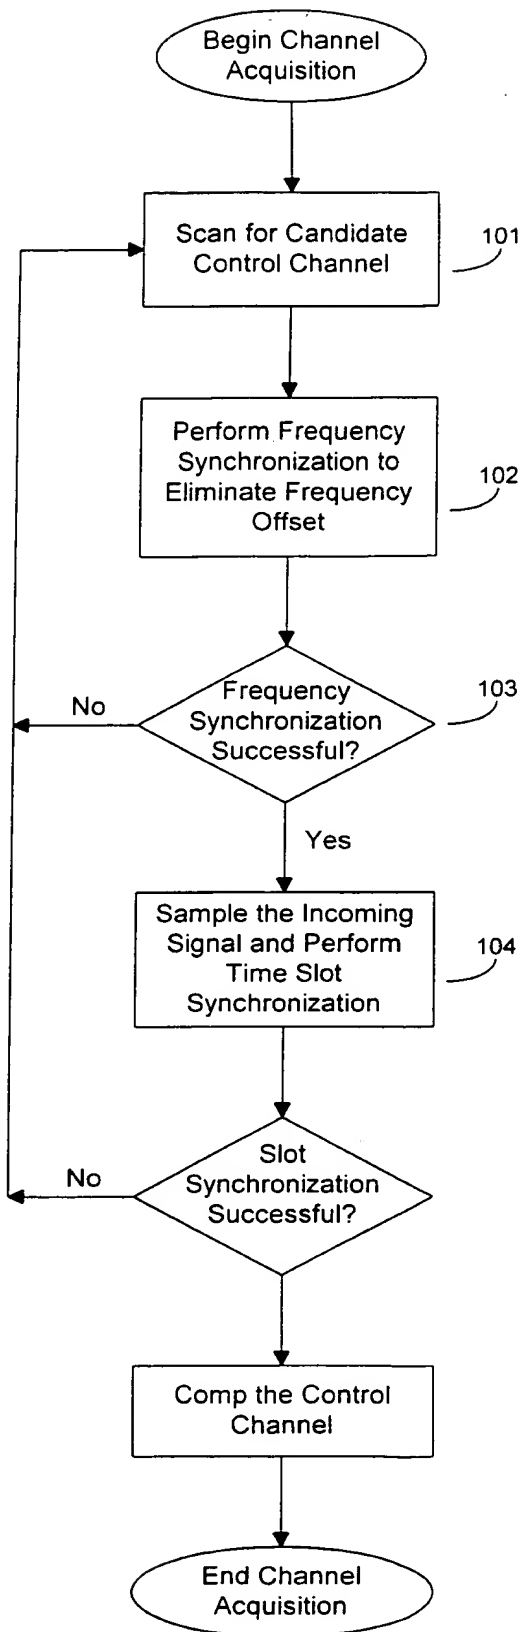 Begin Channel
Acquisition
Scan for Candidate
Control Channel
101
Perform Frequency
Synchronization to
Eliminate Frequency
Offset
102
Frequency
Synchronization
Successful?
103
No
Yes
Sample the Incoming
Signal and Perform
Time Slot
Synchronization
104
Slot
Synchronization
Successful?
No
Comp the Control
Channel
End Channel
Acquisition